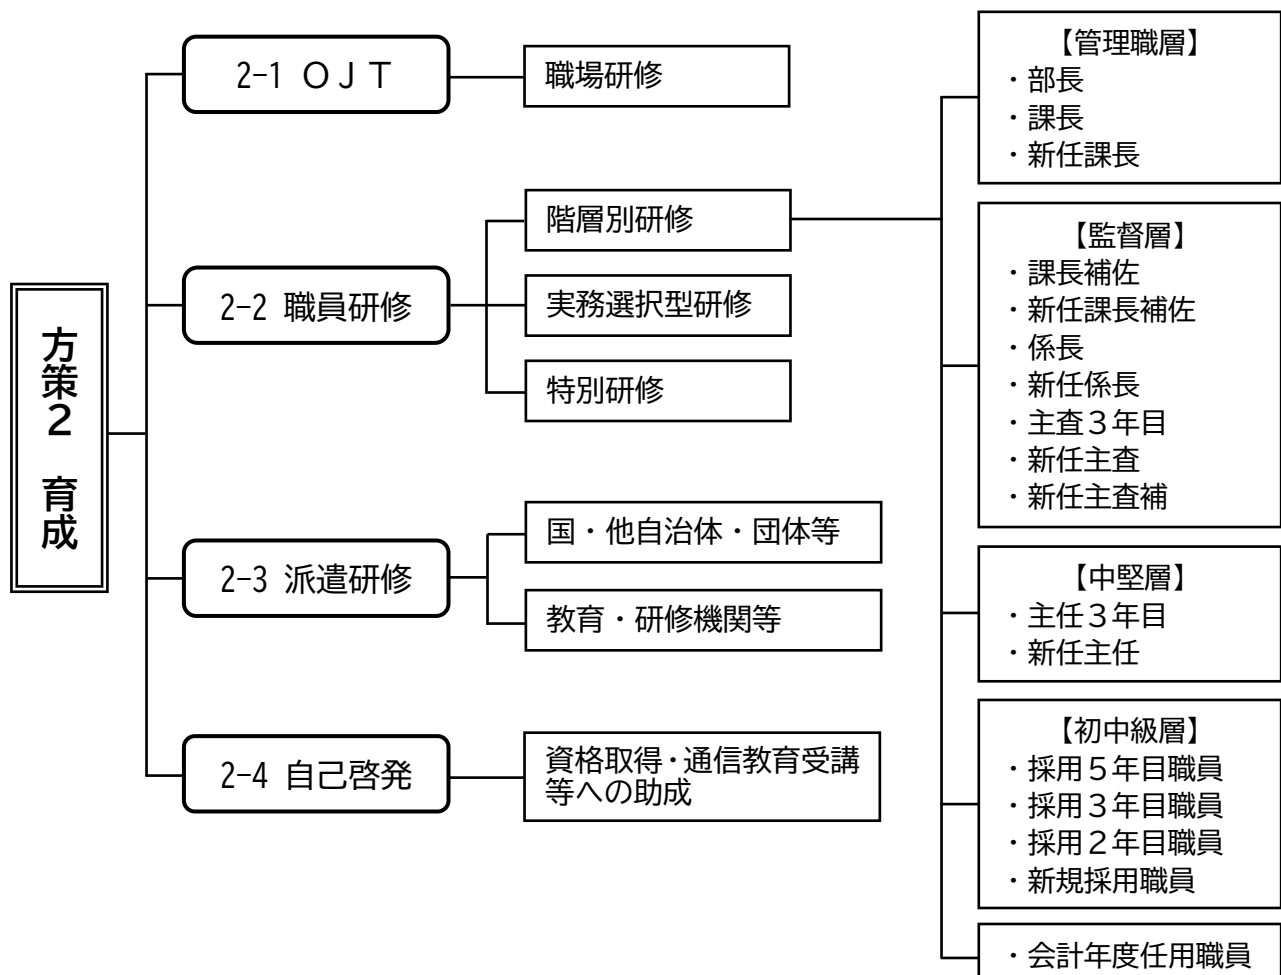 方策２　育成
2-1 ＯＪＴ
職場研修
2-2 職員研修
階層別研修
実務選択型研修
特別研修
2-3 派遣研修
国・他自治体・団体等
教育・研修機関等
2-4 自己啓発
資格取得・通信教育受講
等への助成
【管理職層】
・部長
・課長
・新任課長
【監督層】
・課長補佐
・新任課長補佐
・係長
・新任係長
・主査３年目
・新任主査
・新任主査補
【中堅層】
・主任３年目
・新任主任
【初中級層】
・採用５年目職員
・採用３年目職員
・採用２年目職員
・新規採用職員
・会計年度任用職員